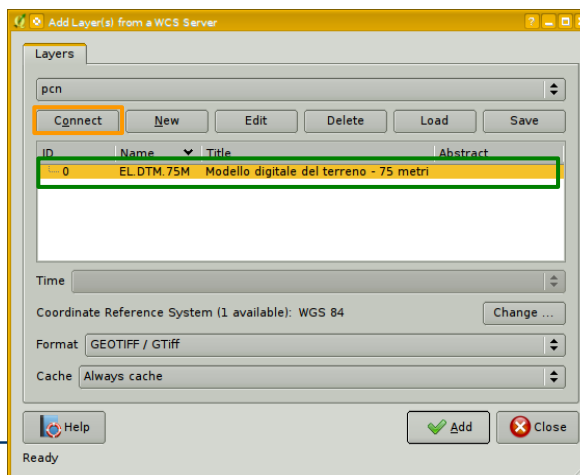 Add Layer(s) from a WCS Server
Layers
pcn
Connect New Edit Delete Load Save
ID Name Title Abstract
0 EL.DTM.75M Modello digitale del terreno - 75 metri
Time
Coordinate Reference System (1 available): WGS 84 Change ...
Format GEOTIFF / GTiff
Cache Always cache
Help Add Close
Ready